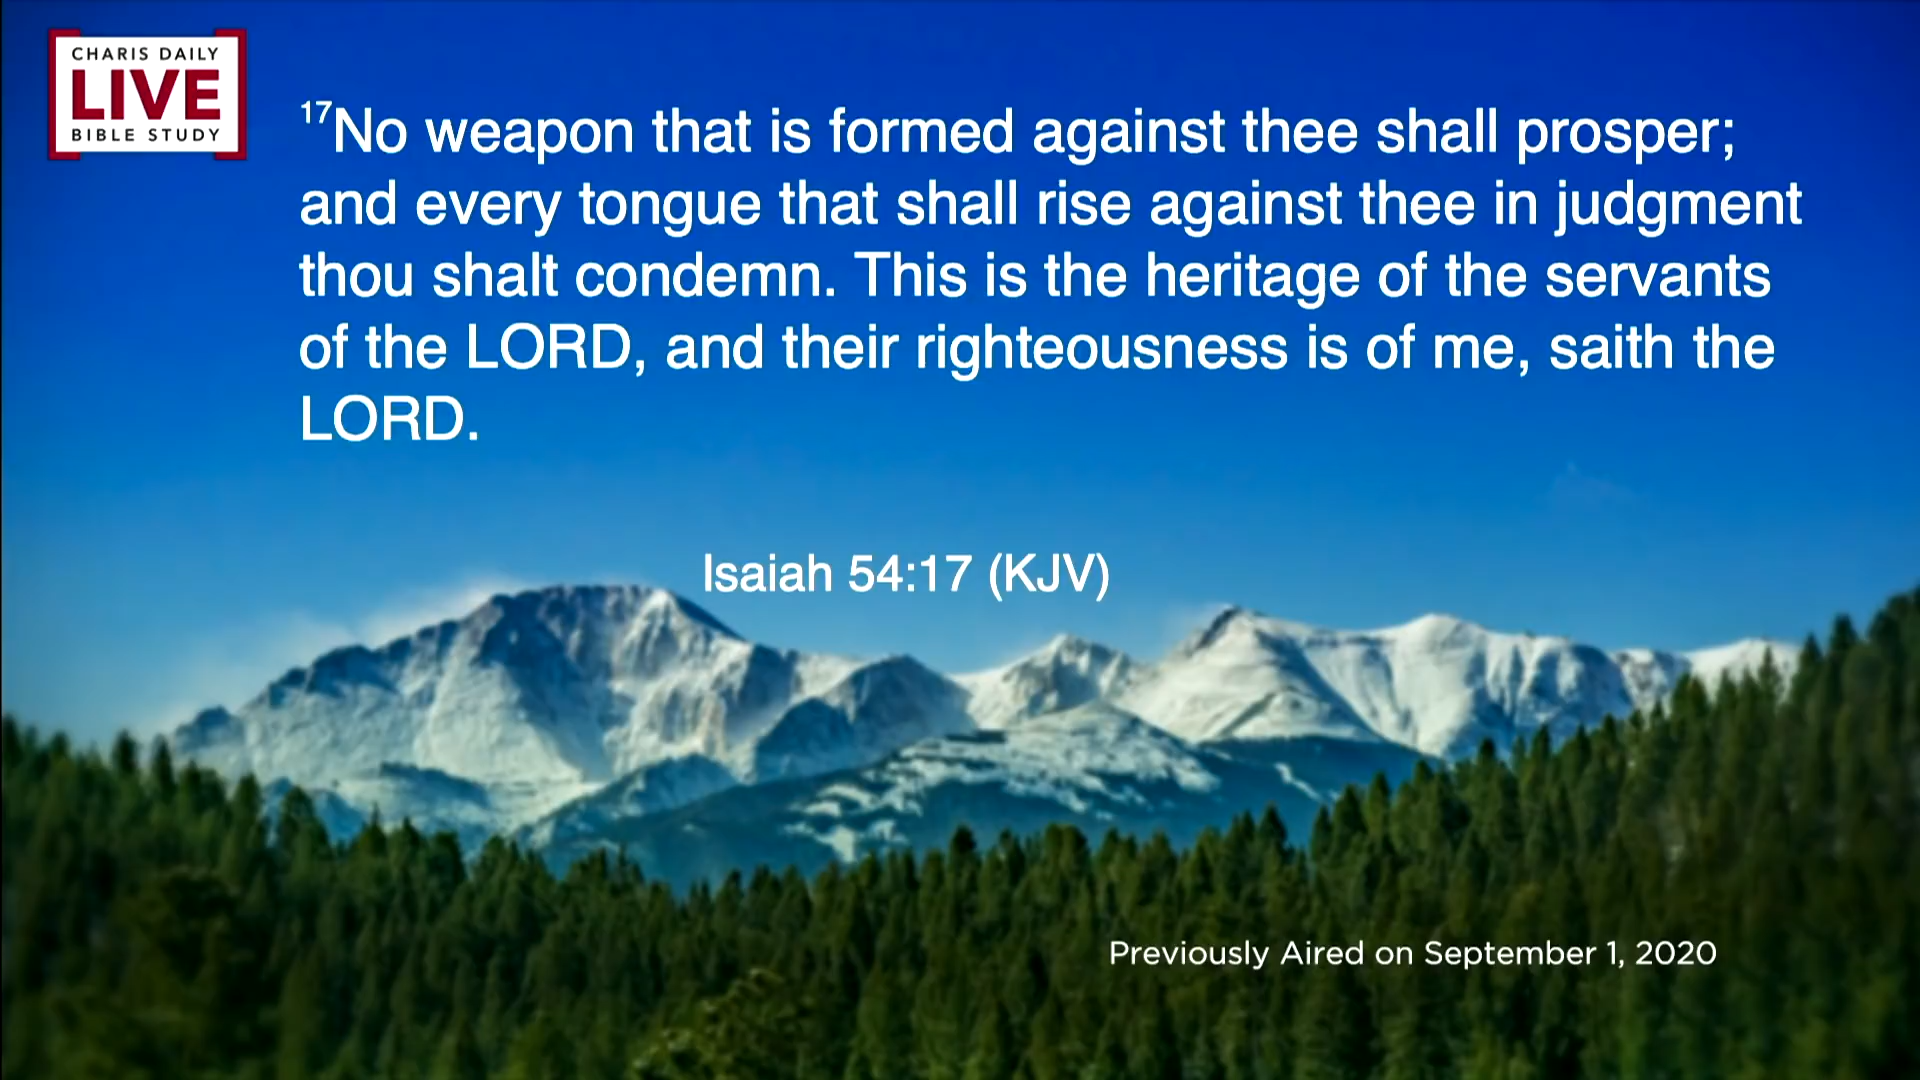 CHARIS DAILY
LIVE
BIBLE STUDY
17No weapon that is formed against thee shall prosper;
and every tongue that shall rise against thee in judgment
thou shalt condemn. This is the heritage of the servants
of the LORD, and their righteousness is of me, saith the
LORD.
Isaiah 54:17 (KJV)
Previously Aired on September 1, 2020